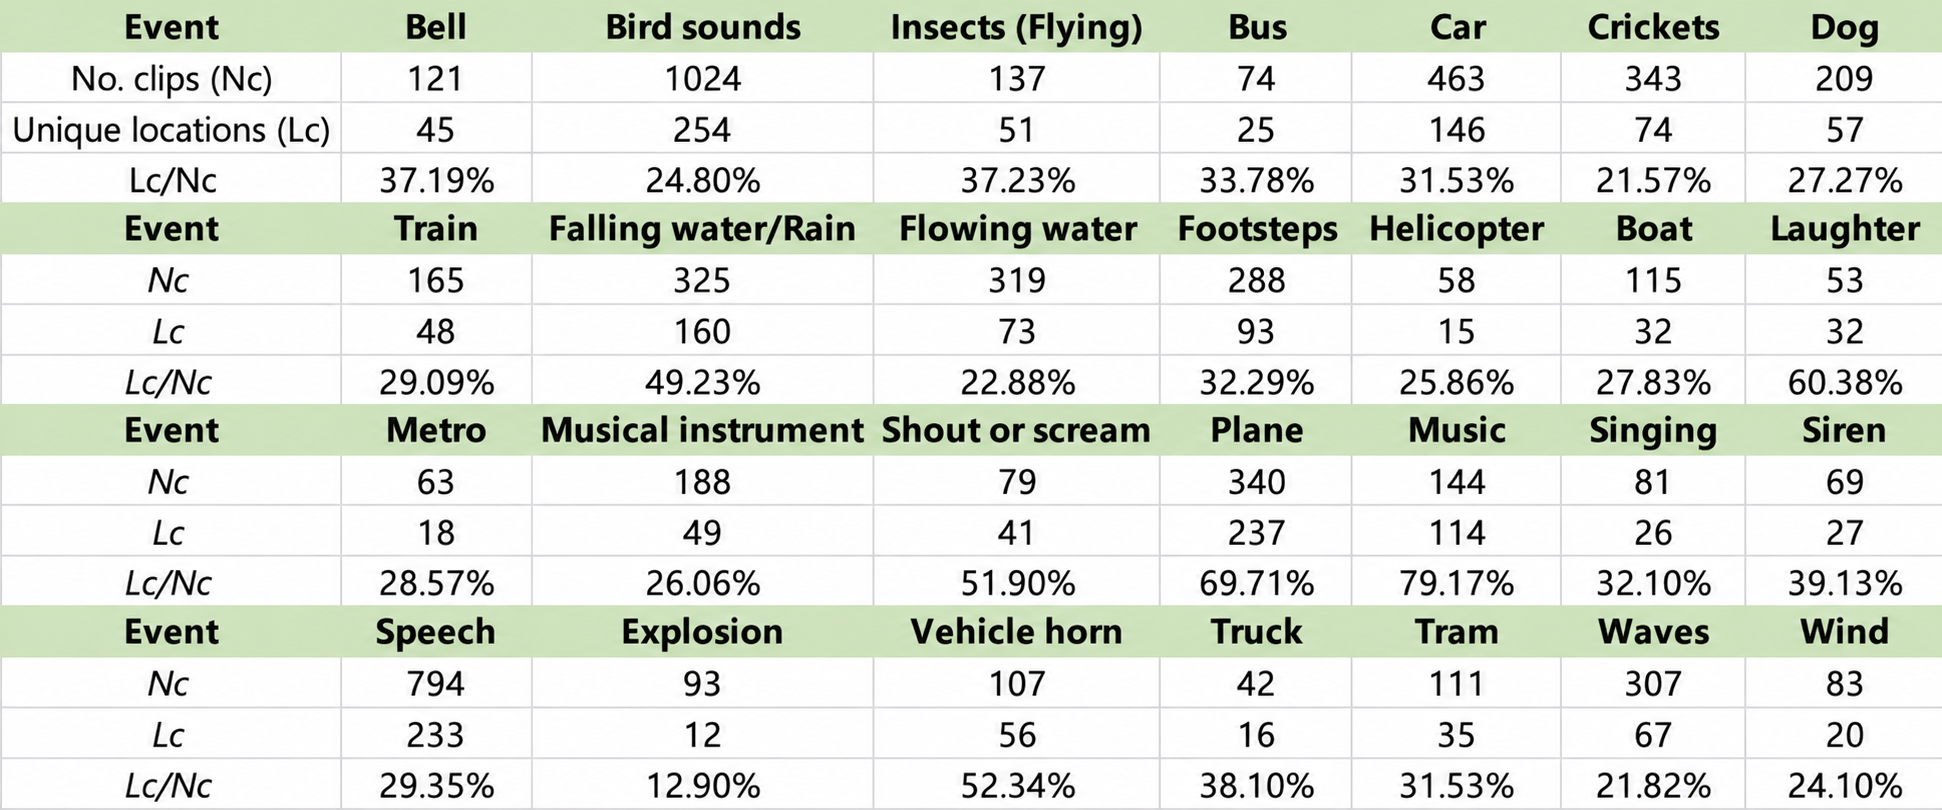 Event Bell Bird sounds Insects (Flying) Bus Car Crickets Dog
No. clips (Nc) 121 1024 137 74 463 343 209
Unique locations (Lc) 45 254 51 25 146 74 57
Lc/Nc 37.19% 24.80% 37.23% 33.78% 31.53% 21.57% 27.27%
Event Train Falling water/Rain Flowing water Footsteps Helicopter Boat Laughter
Nc 165 325 319 288 58 115 53
Lc 48 160 73 93 15 32 32
Lc/Nc 29.09% 49.23% 22.88% 32.29% 25.86% 27.83% 60.38%
Event Metro Musical instrument Shout or scream Plane Music Singing Siren
Nc 63 188 79 340 144 81 69
Lc 18 49 41 237 114 26 27
Lc/Nc 28.57% 26.06% 51.90% 69.71% 79.17% 32.10% 39.13%
Event Speech Explosion Vehicle horn Truck Tram Waves Wind
Nc 794 93 107 42 111 307 83
Lc 233 12 56 16 35 67 20
Lc/Nc 29.35% 12.90% 52.34% 38.10% 31.53% 21.82% 24.10%